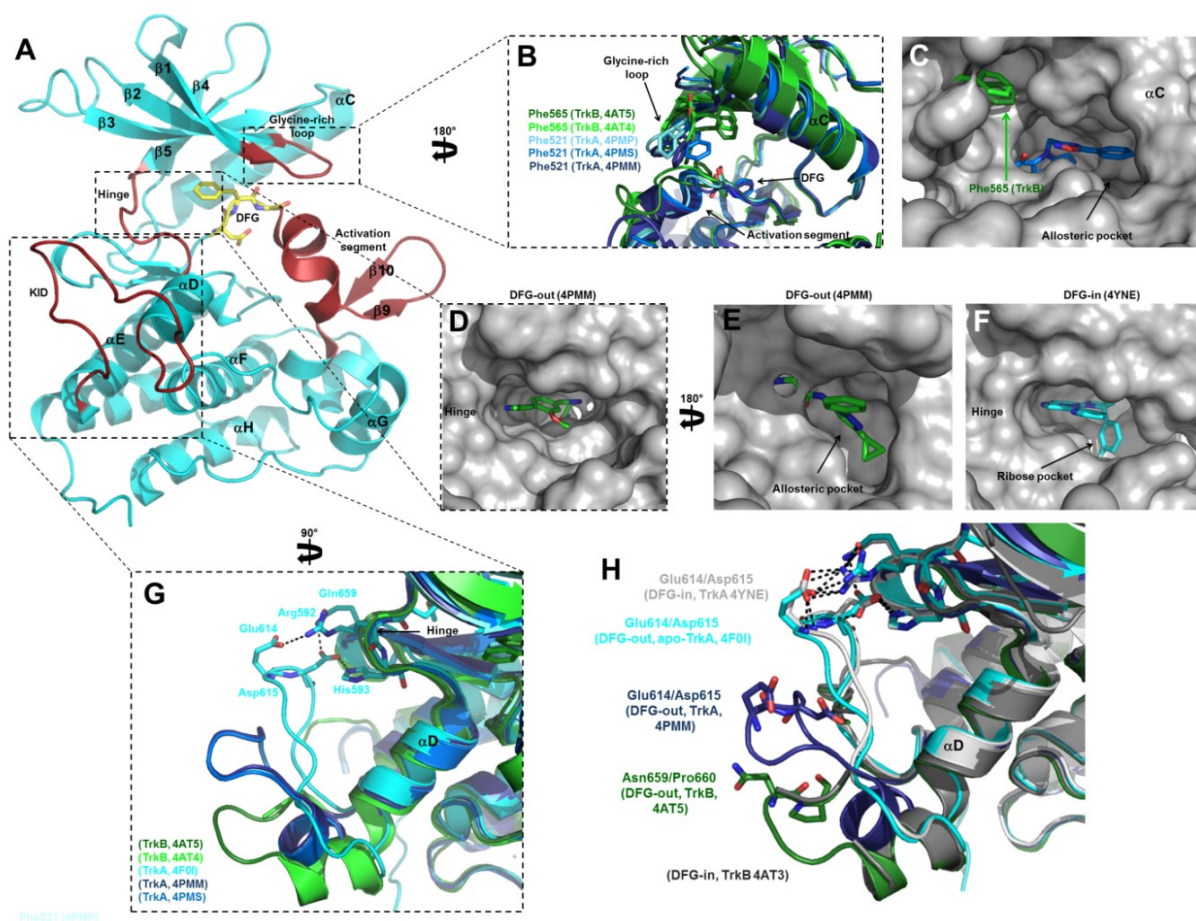 A
β1
β2
β4
β3
αC
Glycine-rich
loop
β5
Hinge
DFG
Activation
segment
β10
β9
KID
αD
αE
αF
αG
αH
180°
B
Glycine-rich
loop
Phe565 (TrkB, 4AT5)
Phe565 (TrkB, 4AT4)
Phe521 (TrkA, 4PMP)
Phe521 (TrkA, 4PMS)
Phe521 (TrkA, 4PMM)
αC
DFG
Activation segment
C
αC
Phe565 (TrkB)
Allosteric pocket
DFG-out (4PMM)
D
Hinge
180°
DFG-out (4PMM)
E
Allosteric pocket
DFG-in (4YNE)
F
Hinge
Ribose pocket
90°
G
Gln659
Arg592
Glu614
Hinge
Asp615
His593
αD
(TrkB, 4AT5)
(TrkB, 4AT4)
(TrkA, 4F0I)
(TrkA, 4PMM)
(TrkA, 4PMS)
Phe521 (4PMP)
H
Glu614/Asp615
(DFG-in, TrkA 4YNE)
Glu614/Asp615
(DFG-out, apo-TrkA, 4F0I)
Glu614/Asp615
(DFG-out, TrkA,
4PMM)
αD
Asn659/Pro660
(DFG-out, TrkB,
4AT5)
(DFG-in, TrkB 4AT3)